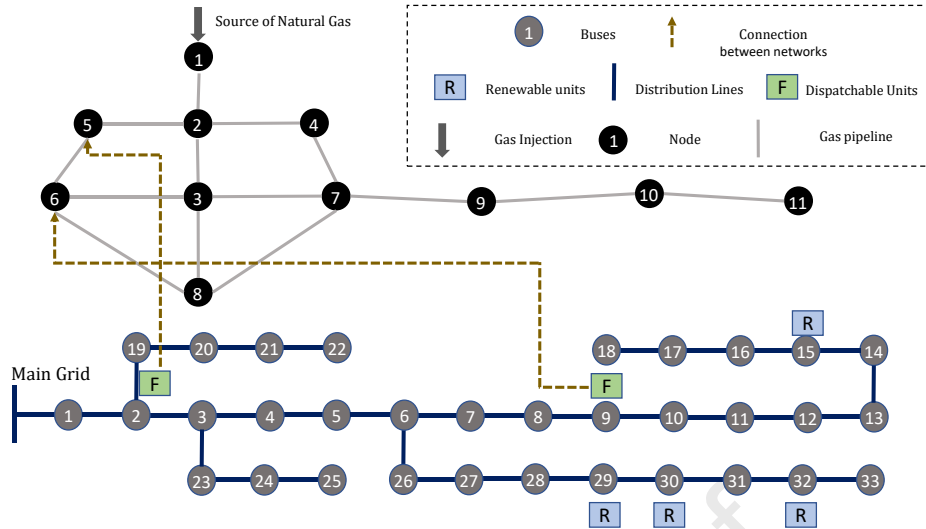 Source of Natural Gas
1
1 Buses
Connection
between networks
R Renewable units
Distribution Lines
F Dispatchable Units
Gas Injection
1 Node
Gas pipeline
5 2 4
6 3 7 9 10 11
8
R
19 20 21 22
18 17 16 15 14
Main Grid
F
F
1 2 3 4 5 6 7 8 9 10 11 12 13
23 24 25
26 27 28 29 30 31 32 33
R R R